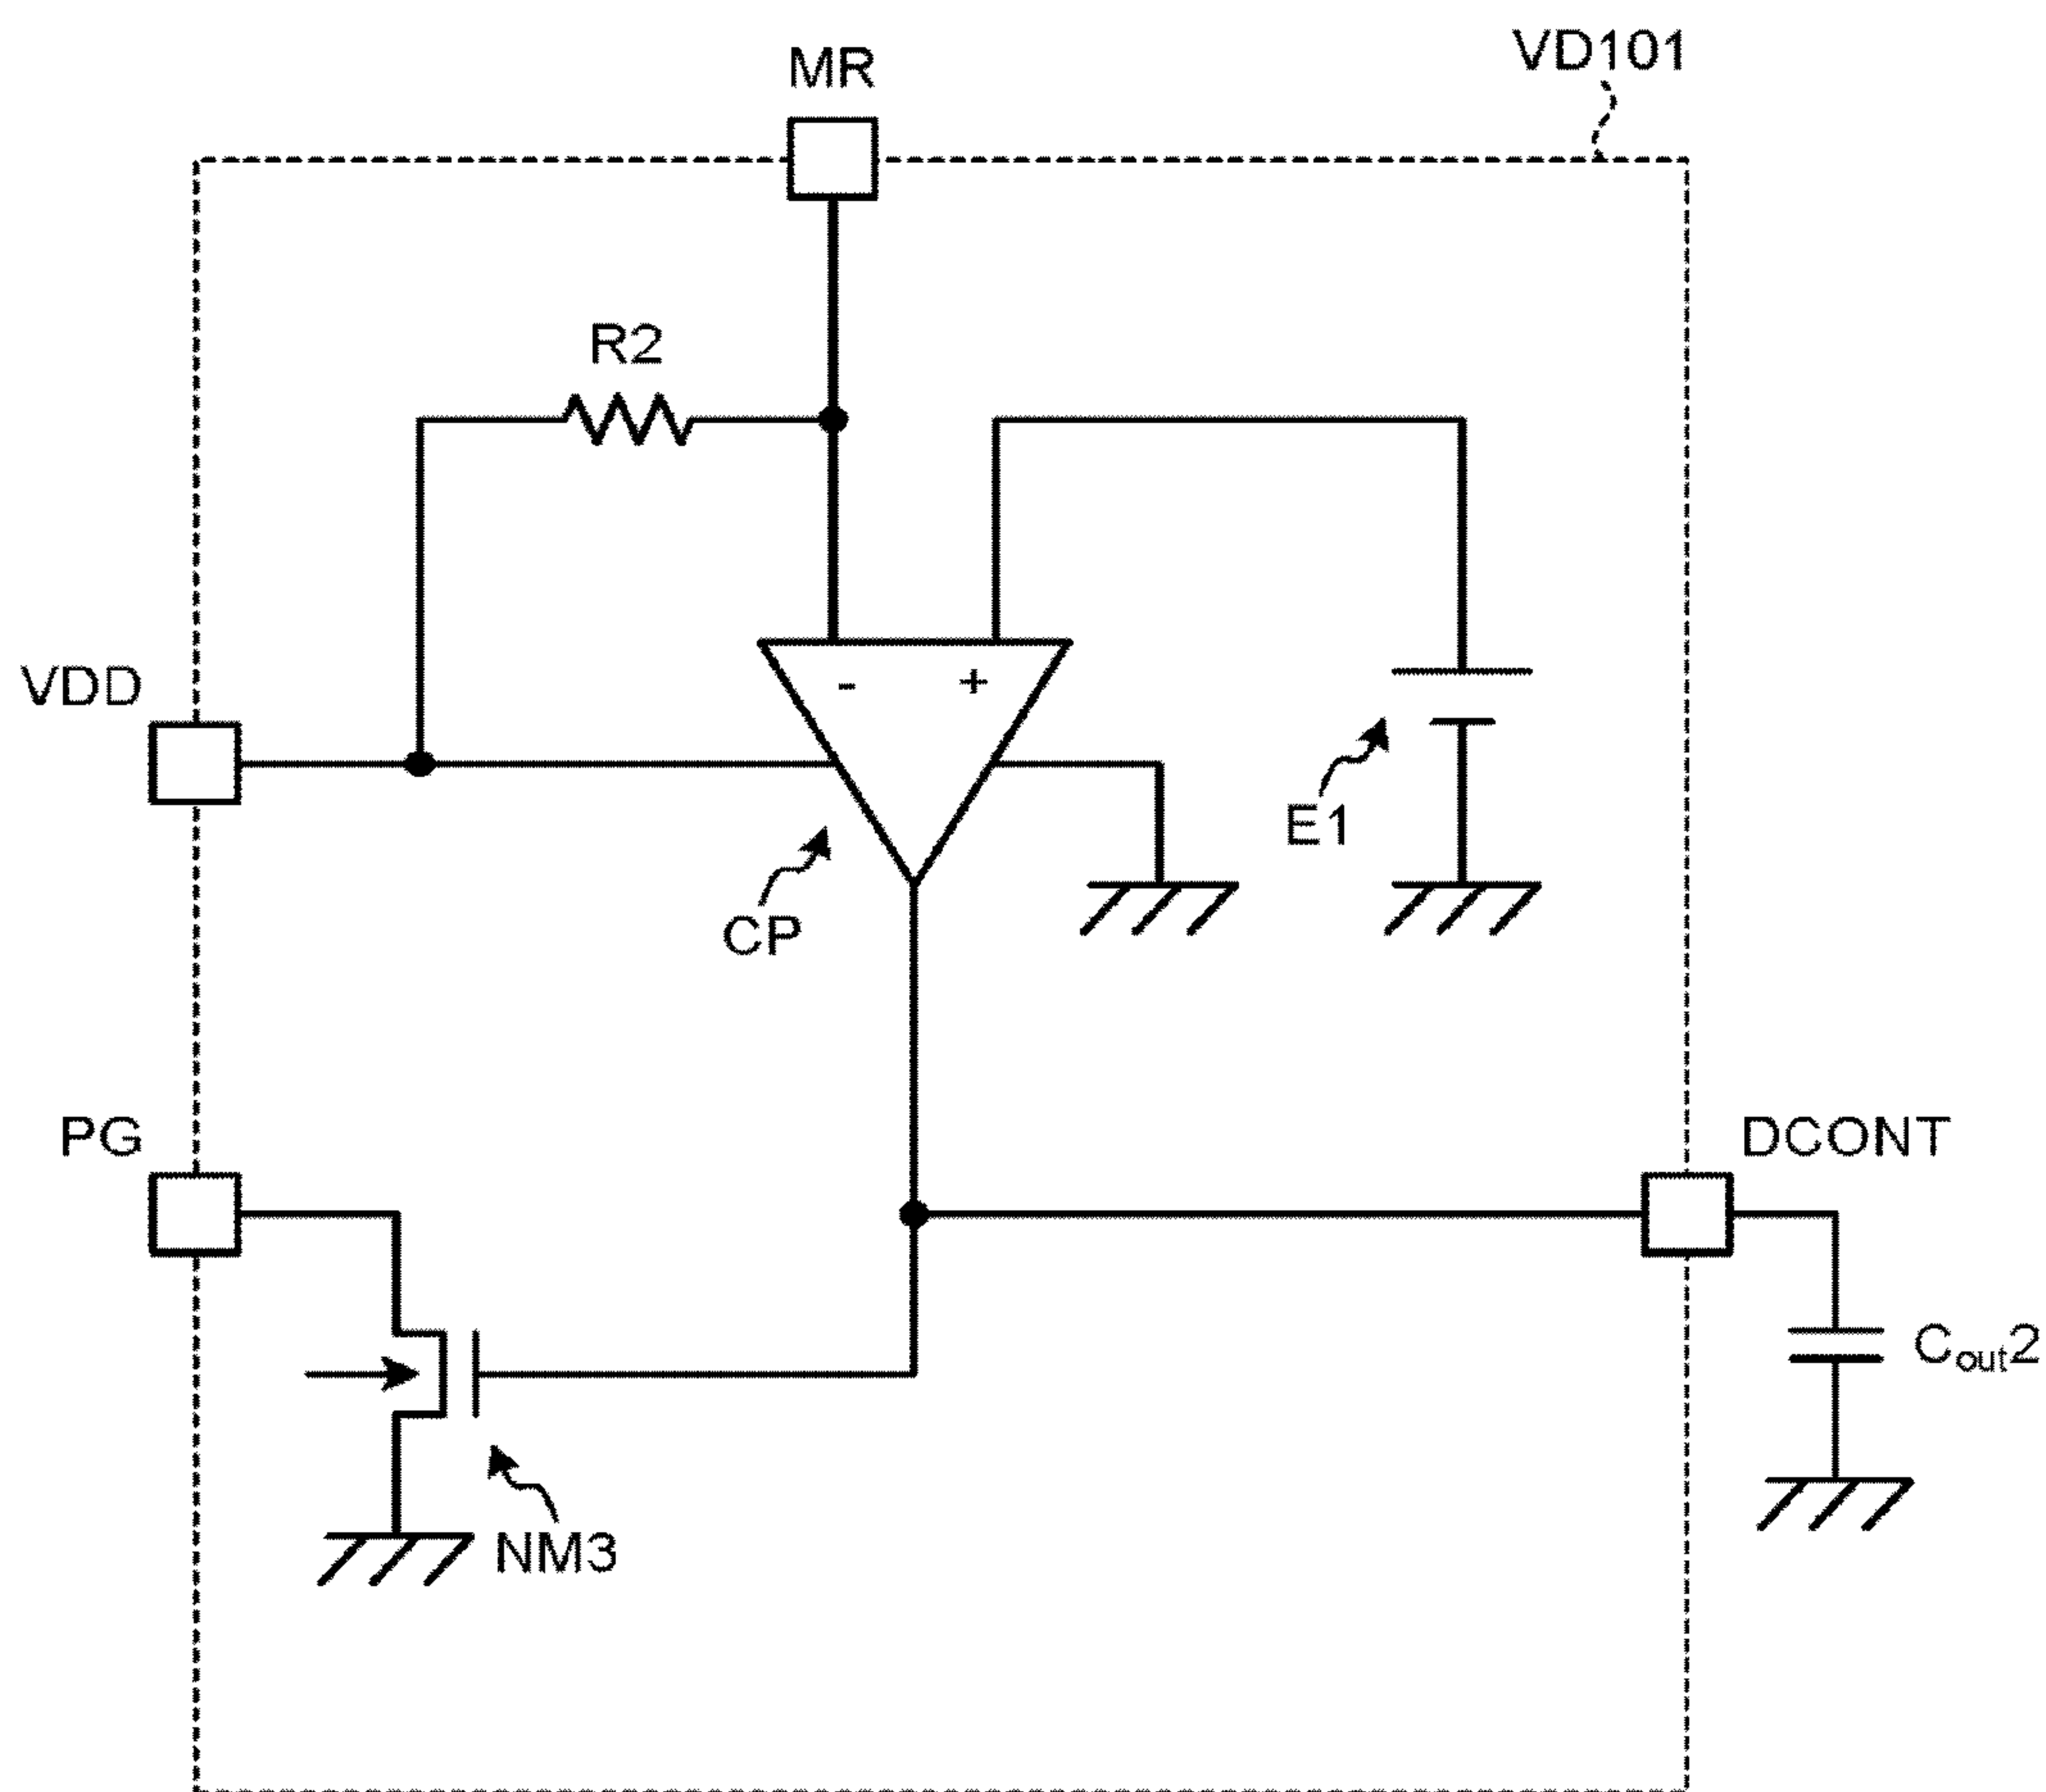 VD101
MR
R2
VDD
-
+
E1
CP
PG
DCONT
Cout2
NM3